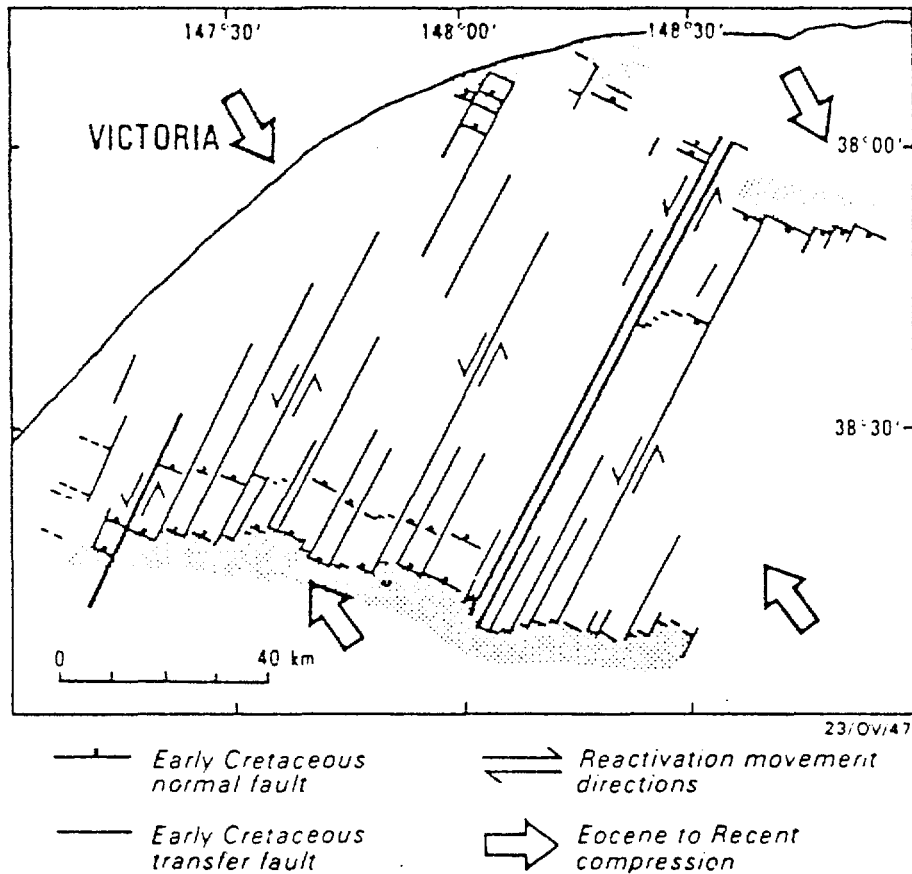 147°30'
148°00'
148°30'
VICTORIA
38°00'
38°30'
0 40 km
23/OV/47
Early Cretaceous
normal fault
Reactivation movement
directions
Early Cretaceous
transfer fault
Eocene to Recent
compression